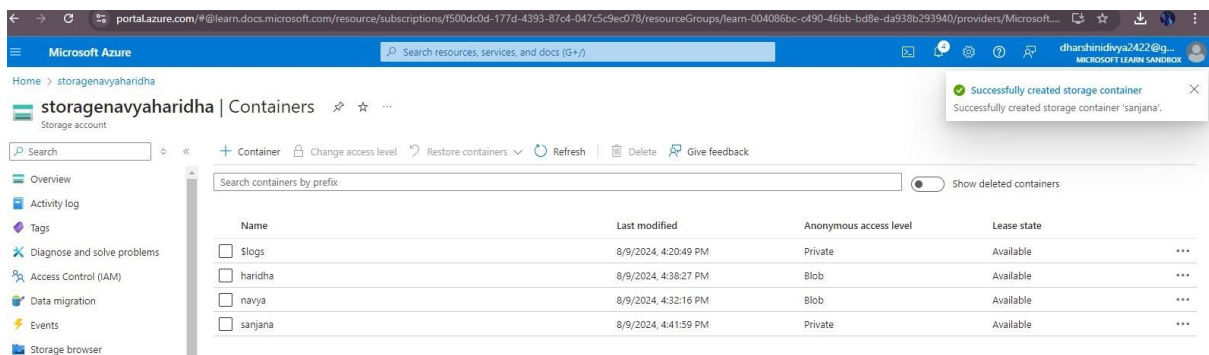 portal.azure.com/#@learn.docs.microsoft.com/resource/subscriptions/f500dc0d-177d-4393-87c4-047c5c9ec078/resourceGroups/learn-004086bc-c490-46bb-bd8e-da938b293940/providers/Microsoft....
Microsoft Azure
Search resources, services, and docs (G+/)
4
dharshinidivya2422@g...
MICROSOFT LEARN SANDBOX
Home > storagenavyaharidha
Successfully created storage container
Successfully created storage container 'sanjana'.
storagenavyaharidha | Containers
Storage account
Search
Container
Change access level
Restore containers
Refresh
Delete
Give feedback
Overview
Activity log
Tags
Diagnose and solve problems
Access Control (IAM)
Data migration
Events
Storage browser
Search containers by prefix
Show deleted containers
Name Last modified Anonymous access level Lease state
$logs 8/9/2024, 4:20:49 PM Private Available
haridha 8/9/2024, 4:38:27 PM Blob Available
navya 8/9/2024, 4:32:16 PM Blob Available
sanjana 8/9/2024, 4:41:59 PM Private Available